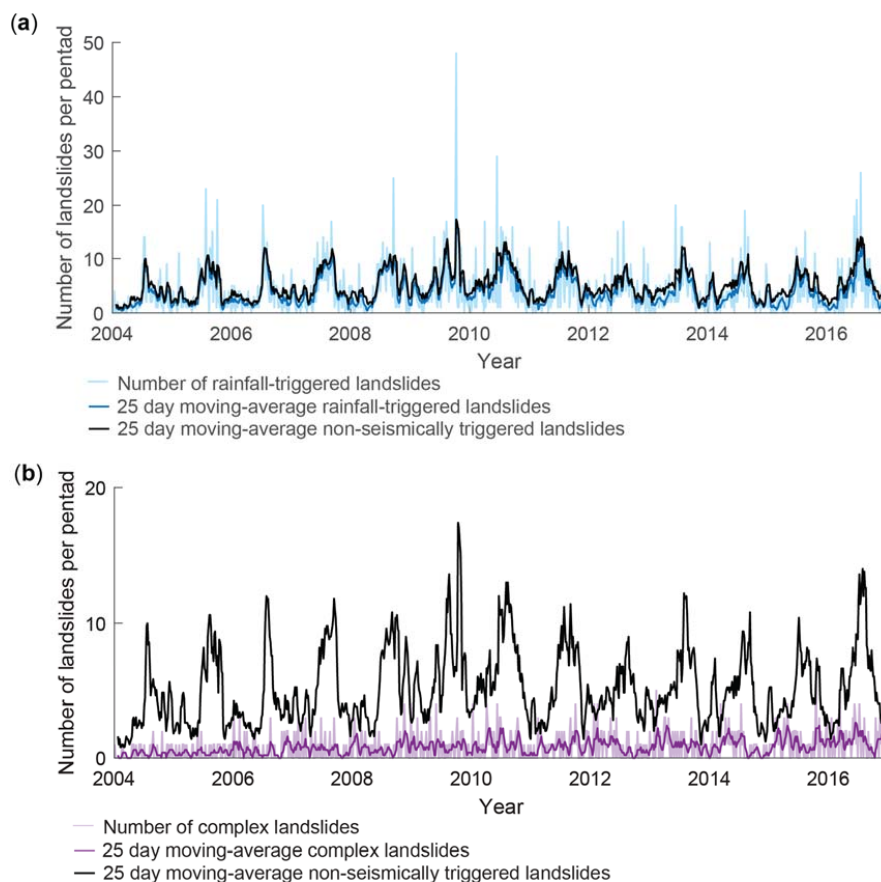 (a)
Number of landslides per pentad
50
40
30
20
10
0
2004 2006 2008 2010 2012 2014 2016
Year
Number of rainfall-triggered landslides
25 day moving-average rainfall-triggered landslides
25 day moving-average non-seismically triggered landslides
(b)
Number of landslides per pentad
20
15
10
5
0
2004 2006 2008 2010 2012 2014 2016
Year
Number of complex landslides
25 day moving-average complex landslides
25 day moving-average non-seismically triggered landslides